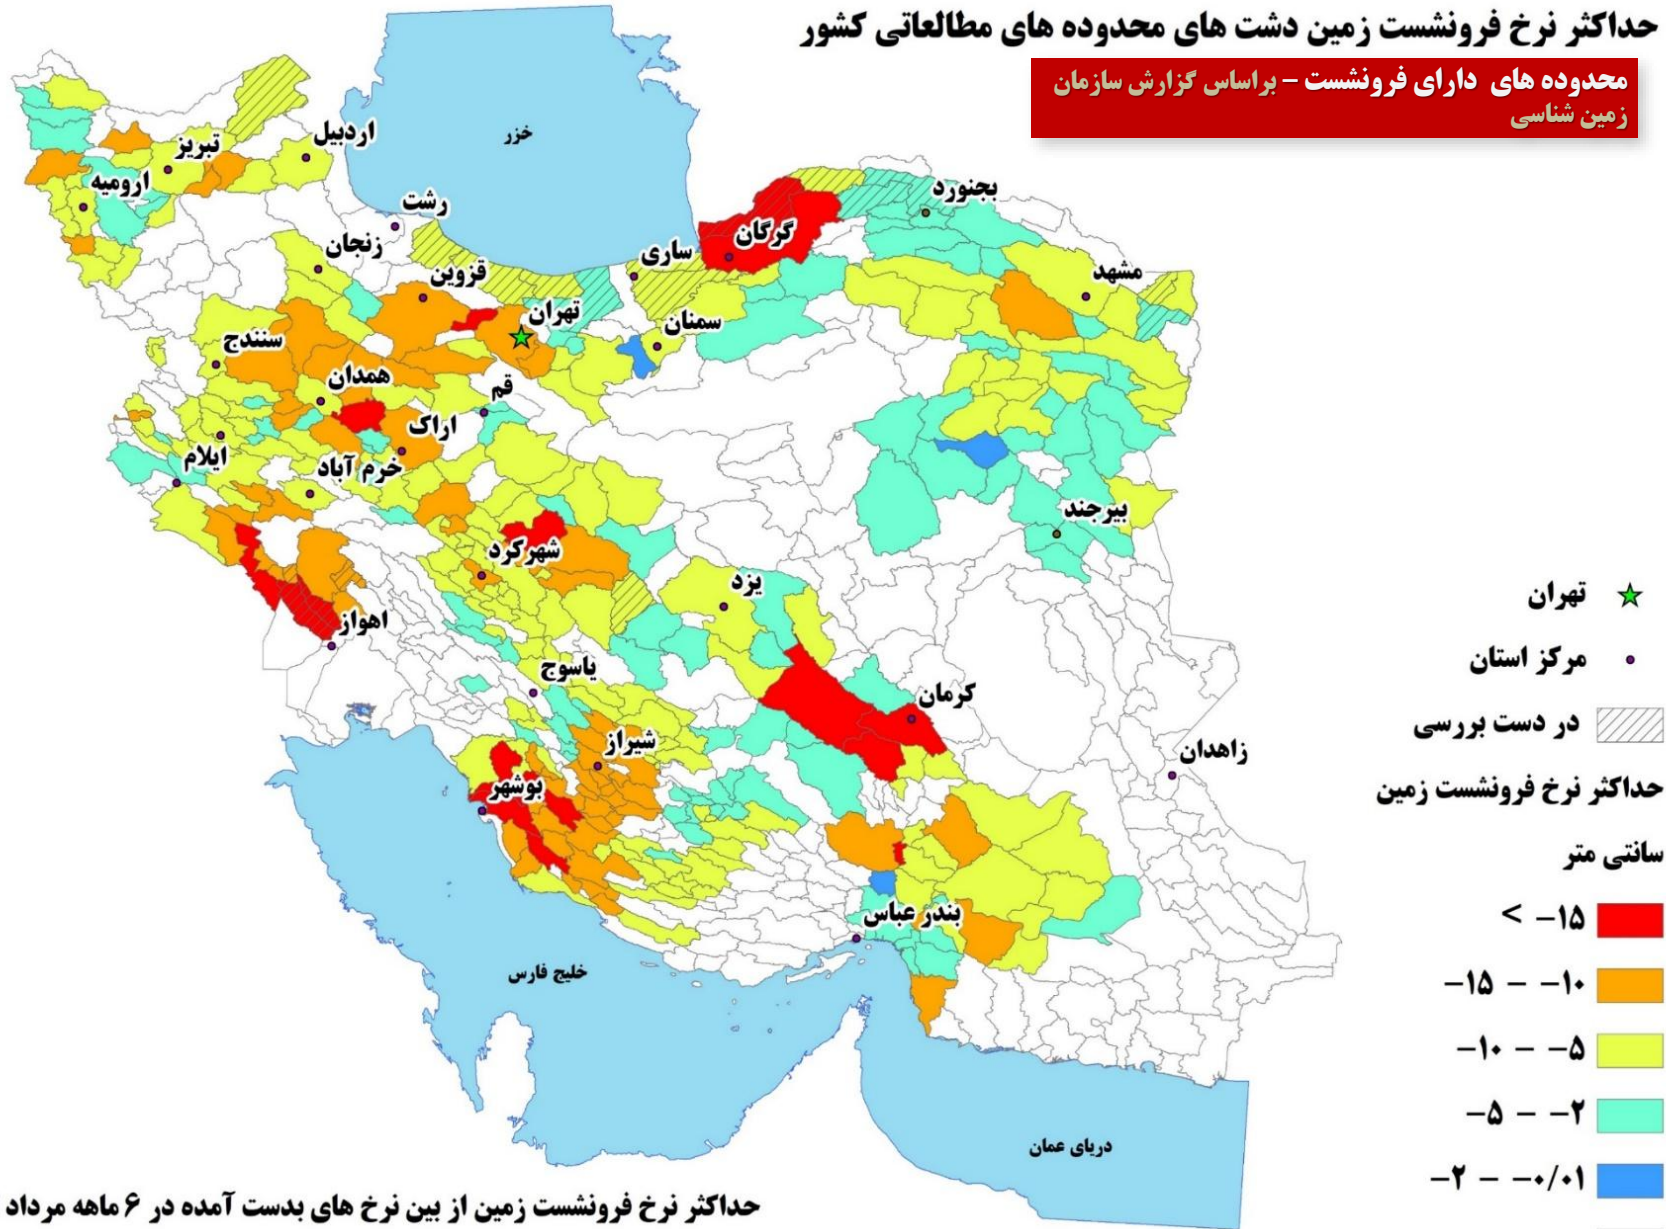 حداکثر نرخ فرونشست زمین دشت های محدوده های مطالعاتی کشور
محدوده های دارای فرونشست – براساس گزارش سازمان
زمین شناسی
خزر
اردبیل
تبریز
ارومیه
رشت
زنجان
قزوین
ساری
گرگان
بجنورد
مشهد
تهران
سمنان
سنندج
همدان
قم
اراک
ایلام
خرم آباد
بیرجند
شهرکرد
یزد
اهواز
یاسوج
کرمان
شیراز
زاهدان
بوشهر
بندر عباس
خلیج فارس
دریای عمان
تهران
مرکز استان
در دست بررسی
حداکثر نرخ فرونشست زمین
سانتی متر
< -۱۵
-۱۵ – -۱۰
-۱۰ – -۵
-۵ – -۲
-۲ – -۰/۰۱
حداکثر نرخ فرونشست زمین از بین نرخ های بدست آمده در ۶ ماهه مرداد